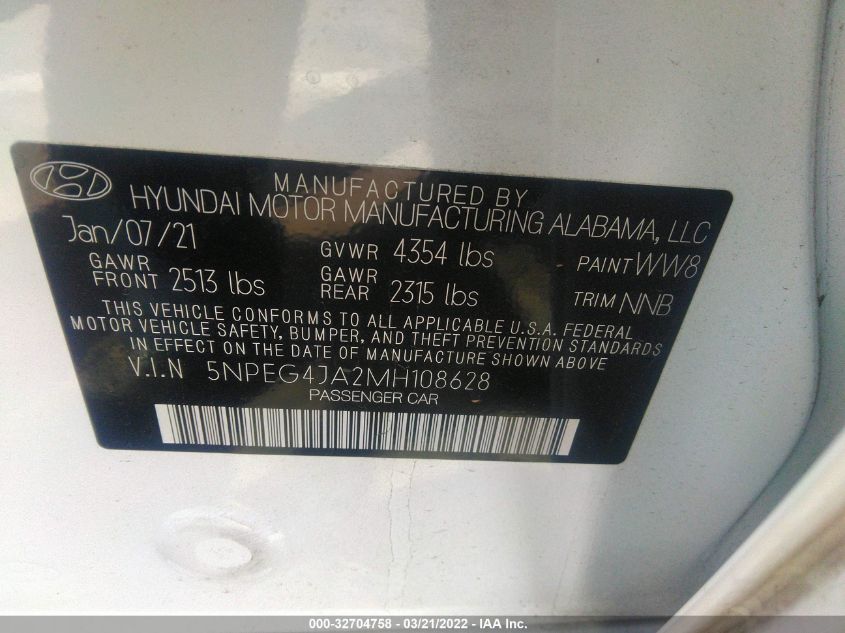 MANUFACTURED BY
HYUNDAI MOTOR MANUFACTURING ALABAMA, LLC
Jan/07/21 GVWR 4354 lbs PAINT WW8
GAWR FRONT 2513 lbs GAWR REAR 2315 lbs TRIM NNB
THIS VEHICLE CONFORMS TO ALL APPLICABLE U.S.A. FEDERAL
MOTOR VEHICLE SAFETY, BUMPER, AND THEFT PREVENTION STANDARDS
IN EFFECT ON THE DATE OF MANUFACTURE SHOWN ABOVE
V.I.N 5NPEG4JA2MH108628
PASSENGER CAR
000-32704758 - 03/21/2022 - IAA Inc.